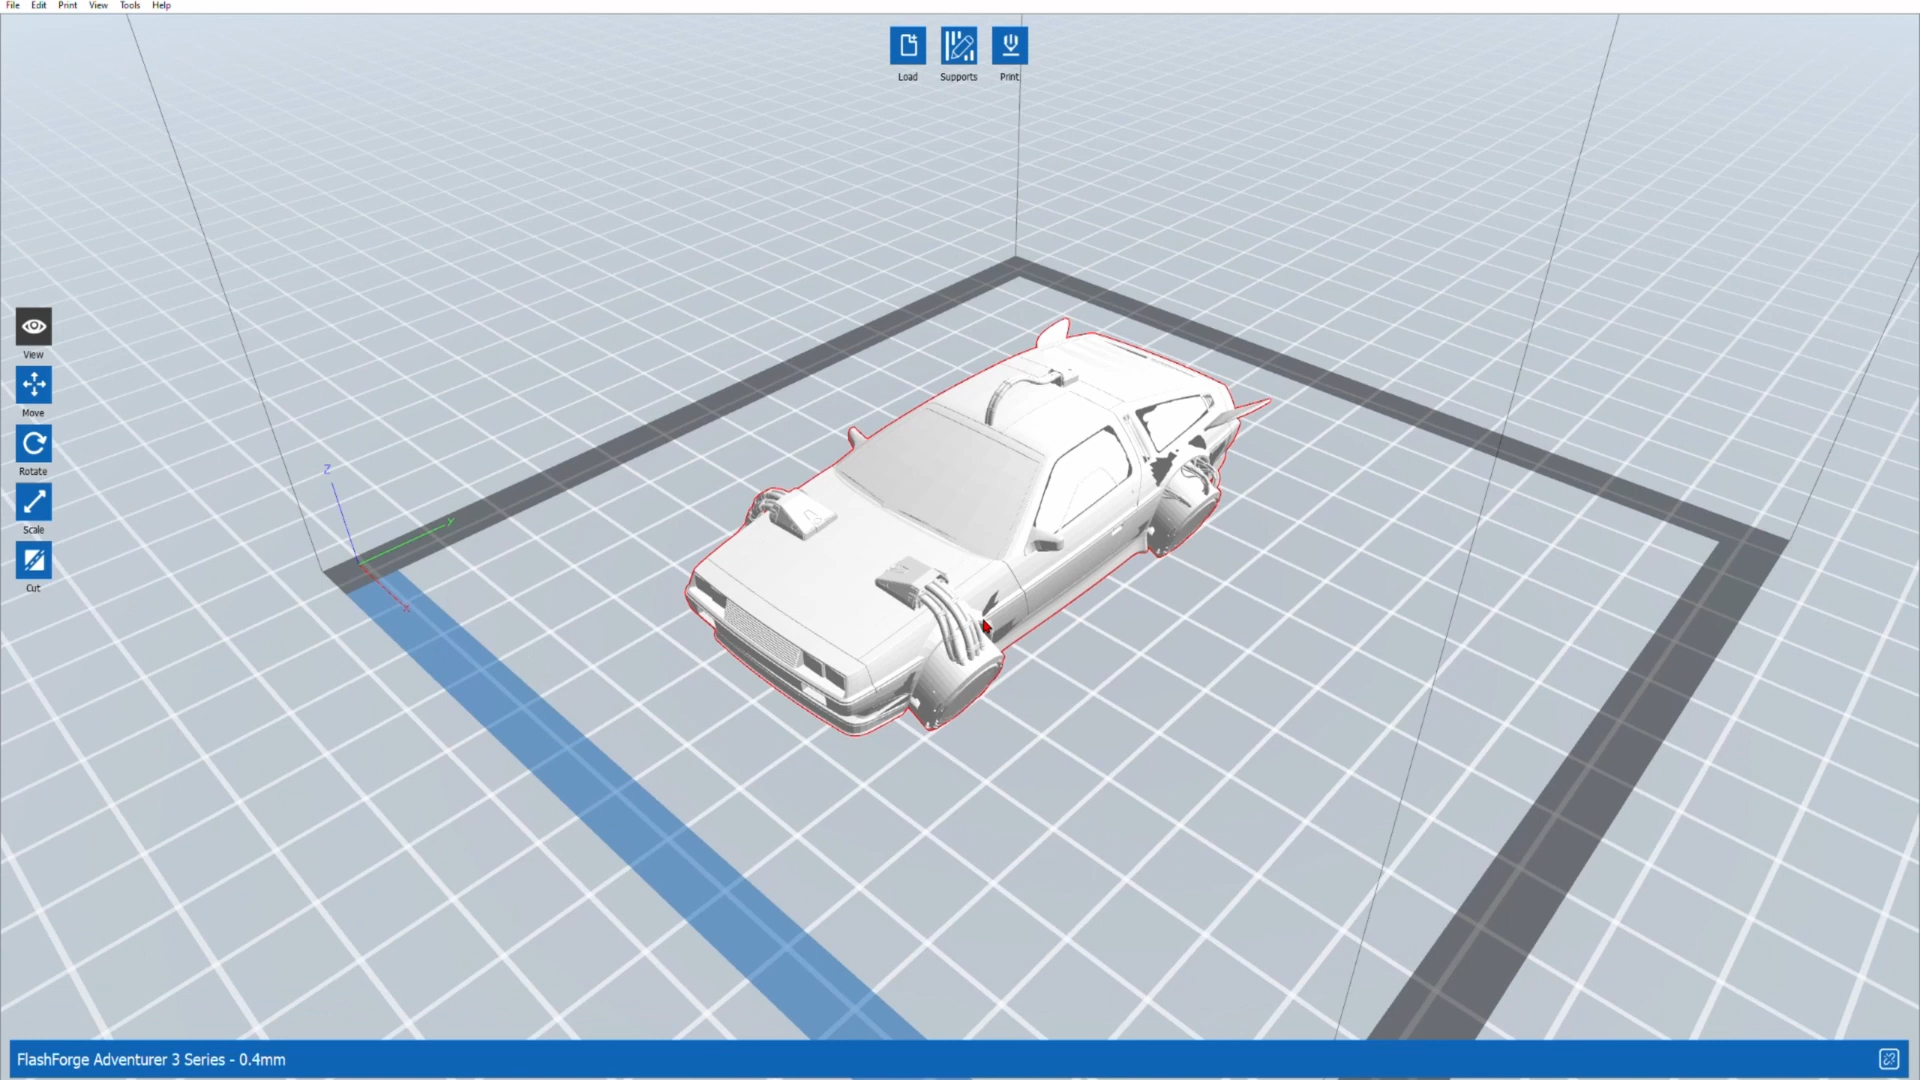 File Edit Print View Tools Help
Load Supports Print
View
Move
Rotate
Scale
Cut
Z
Y
X
FlashForge Adventurer 3 Series - 0.4mm